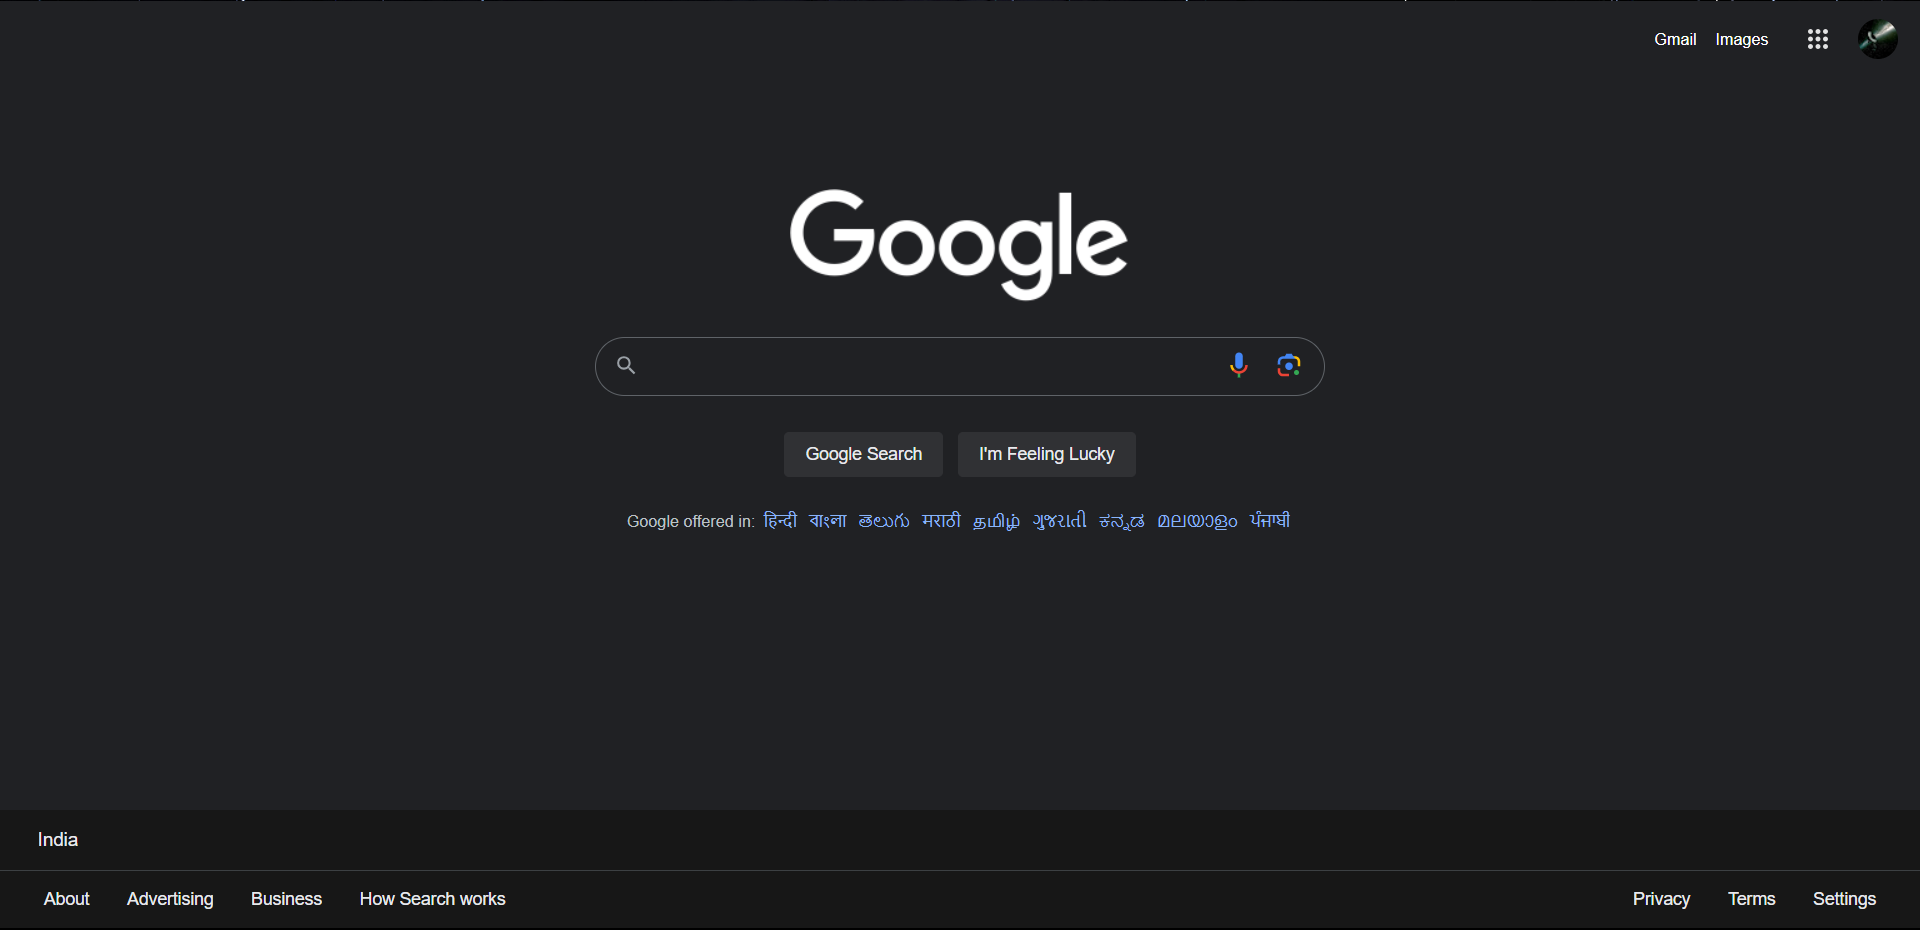 Gmail Images
Google
Google Search I'm Feeling Lucky
Google offered in: हिन्दी বাংলা తెలుగు मराठी தமிழ் ગુજરાતી ಕನ್ನಡ മലയാളം ਪੰਜਾਬੀ
India
About Advertising Business How Search works Privacy Terms Settings